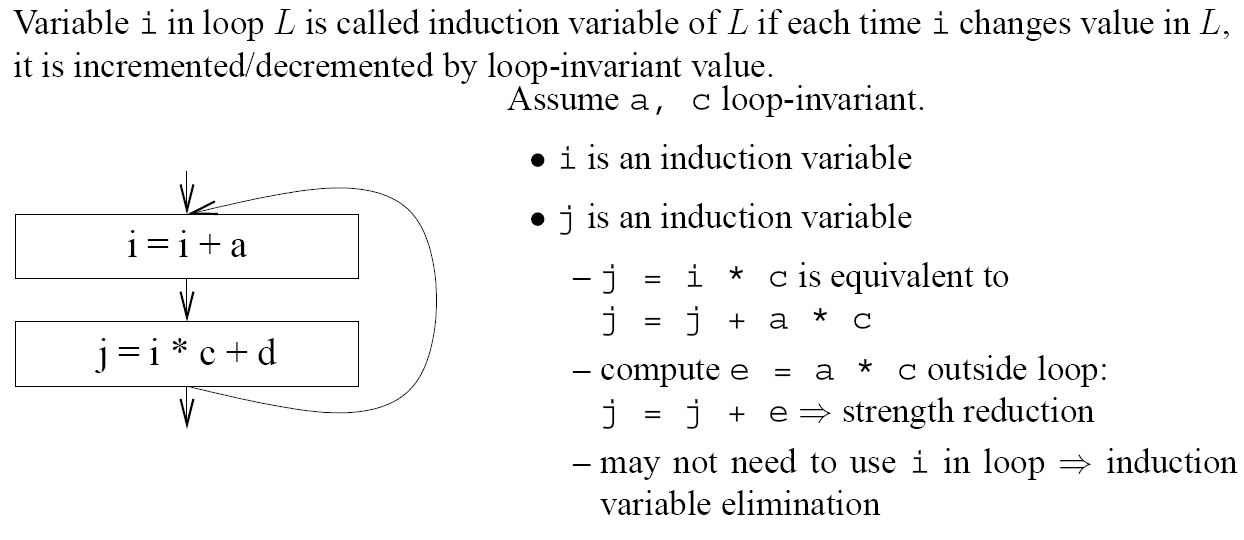 Variable i in loop L is called induction variable of L if each time i changes value in L,
it is incremented/decremented by loop-invariant value.
Assume a, c loop-invariant.
• i is an induction variable
• j is an induction variable
– j = i * c is equivalent to
j = j + a * c
– compute e = a * c outside loop:
j = j + e ⇒ strength reduction
– may not need to use i in loop ⇒ induction
variable elimination
i = i + a
j = i * c + d